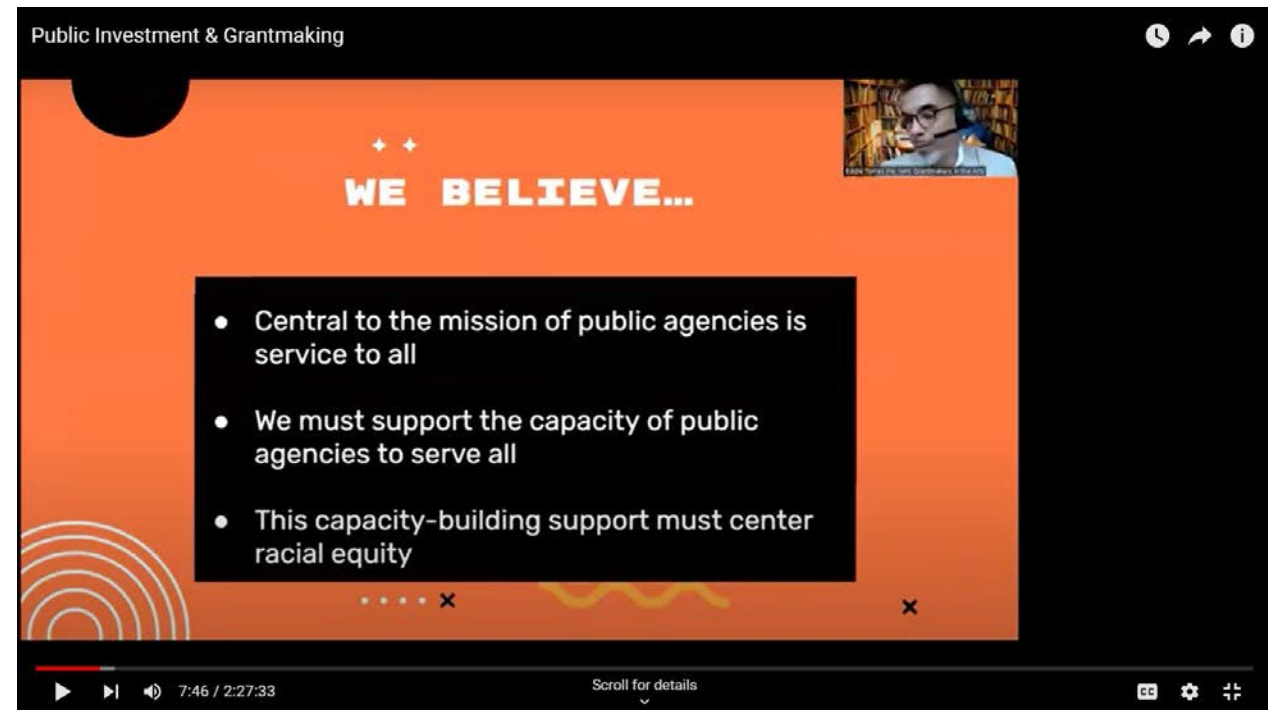 Public Investment & Grantmaking
WE BELIEVE...
● Central to the mission of public agencies is
service to all
● We must support the capacity of public
agencies to serve all
● This capacity-building support must center
racial equity
7:46 / 2:27:33
Scroll for details
CC